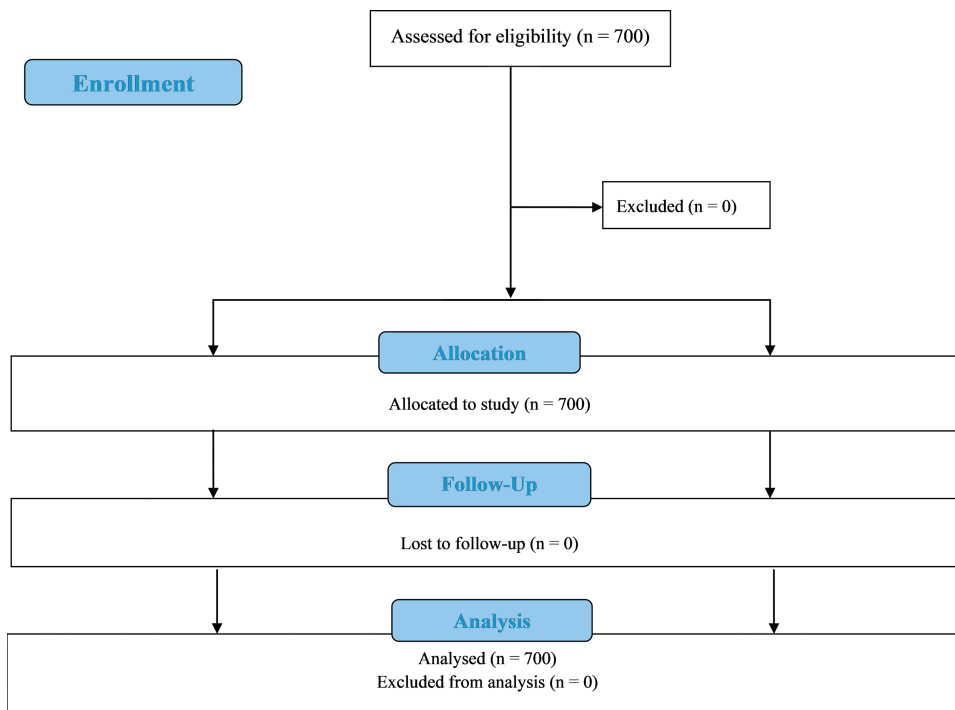 Assessed for eligibility (n = 700)
Enrollment
Excluded (n = 0)
Allocation
Allocated to study (n = 700)
Follow-Up
Lost to follow-up (n = 0)
Analysis
Analysed (n = 700)
Excluded from analysis (n = 0)